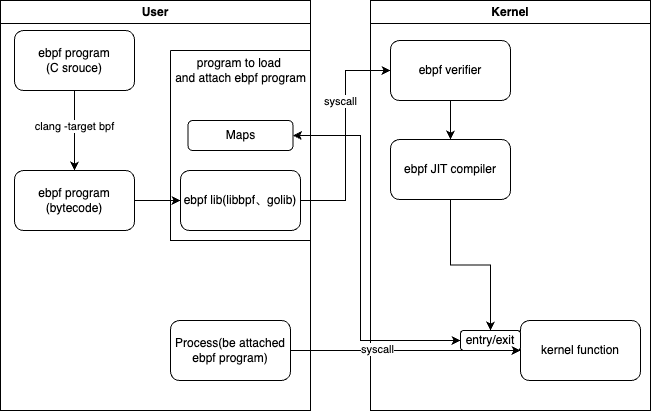 User
Kernel
ebpf program
(C srouce)
program to load
and attach ebpf program
ebpf verifier
syscall
clang -target bpf
Maps
ebpf JIT compiler
ebpf program
(bytecode)
ebpf lib(libbpf、golib)
Process(be attached
ebpf program)
syscall
entry/exit
kernel function